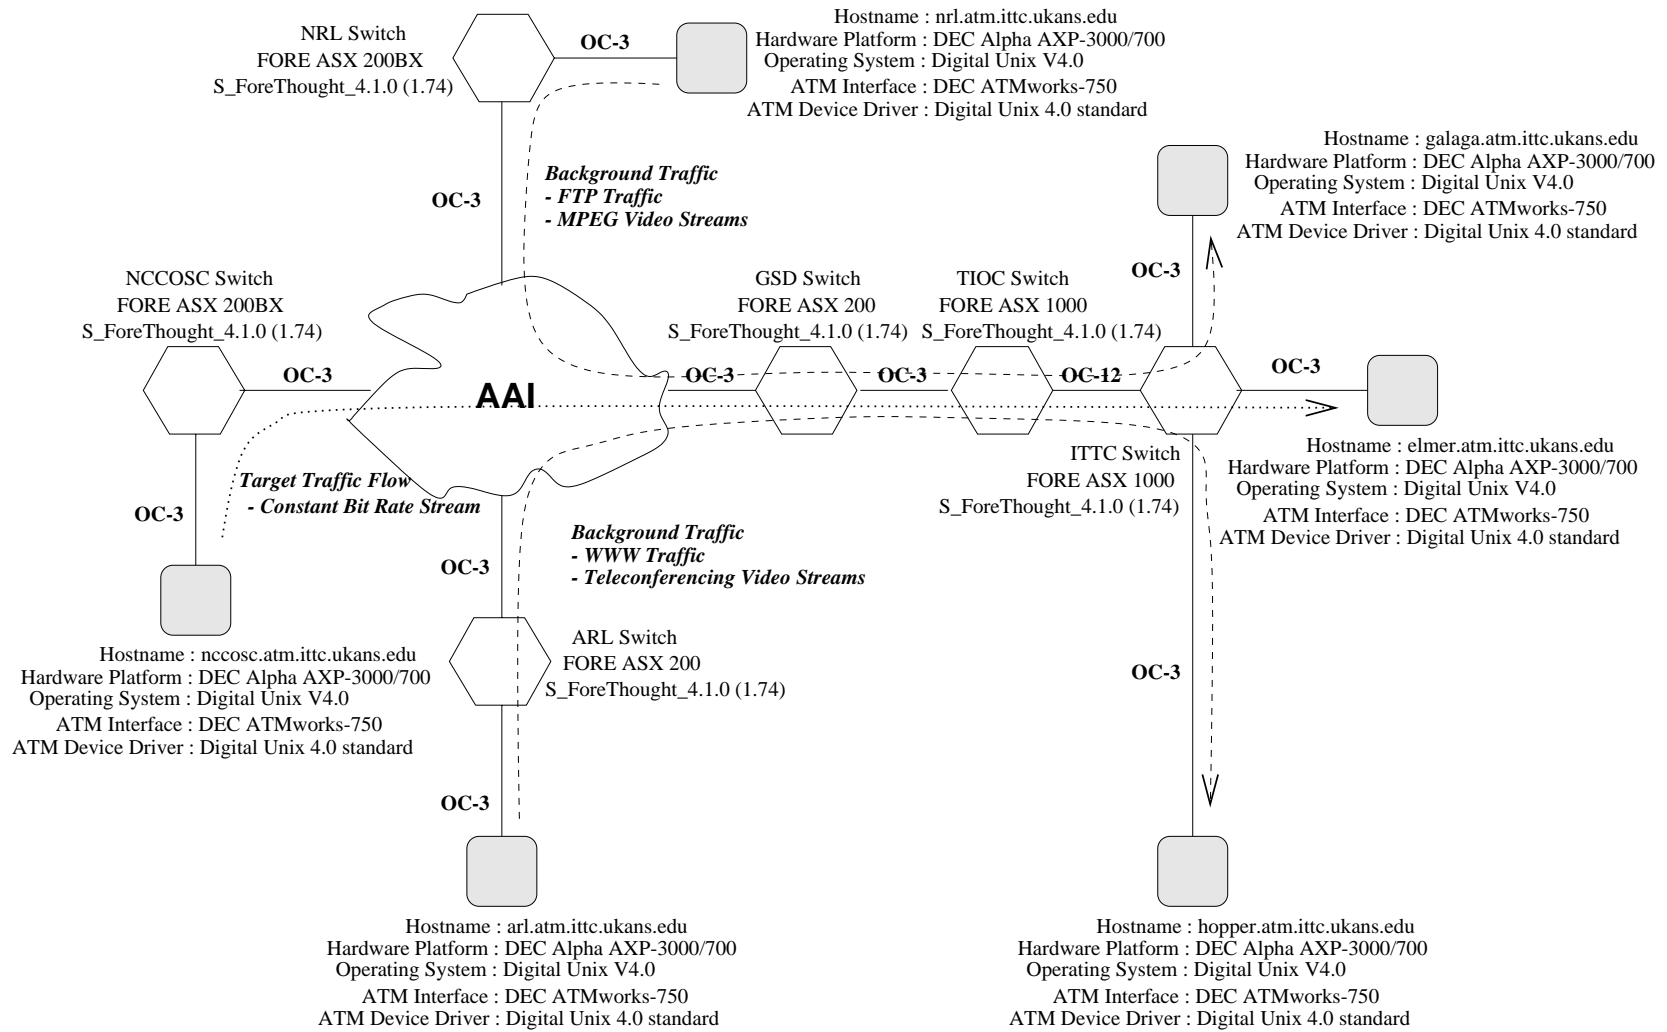 NRL Switch
FORE ASX 200BX
S_ForeThought_4.1.0 (1.74)
OC-3
Hostname : nrl.atm.ittc.ukans.edu
Hardware Platform : DEC Alpha AXP-3000/700
Operating System : Digital Unix V4.0
ATM Interface : DEC ATMworks-750
ATM Device Driver : Digital Unix 4.0 standard
OC-3
Background Traffic
- FTP Traffic
- MPEG Video Streams
Hostname : galaga.atm.ittc.ukans.edu
Hardware Platform : DEC Alpha AXP-3000/700
Operating System : Digital Unix V4.0
ATM Interface : DEC ATMworks-750
ATM Device Driver : Digital Unix 4.0 standard
OC-3
NCCOSC Switch
FORE ASX 200BX
S_ForeThought_4.1.0 (1.74)
OC-3
AAI
GSD Switch
FORE ASX 200
S_ForeThought_4.1.0 (1.74)
TIOC Switch
FORE ASX 1000
S_ForeThought_4.1.0 (1.74)
OC-3
OC-3
OC-12
OC-3
ITTC Switch
FORE ASX 1000
S_ForeThought_4.1.0 (1.74)
Hostname : elmer.atm.ittc.ukans.edu
Hardware Platform : DEC Alpha AXP-3000/700
Operating System : Digital Unix V4.0
ATM Interface : DEC ATMworks-750
ATM Device Driver : Digital Unix 4.0 standard
Target Traffic Flow
- Constant Bit Rate Stream
OC-3
Background Traffic
- WWW Traffic
- Teleconferencing Video Streams
OC-3
ARL Switch
FORE ASX 200
S_ForeThought_4.1.0 (1.74)
OC-3
Hostname : nccosc.atm.ittc.ukans.edu
Hardware Platform : DEC Alpha AXP-3000/700
Operating System : Digital Unix V4.0
ATM Interface : DEC ATMworks-750
ATM Device Driver : Digital Unix 4.0 standard
OC-3
Hostname : arl.atm.ittc.ukans.edu
Hardware Platform : DEC Alpha AXP-3000/700
Operating System : Digital Unix V4.0
ATM Interface : DEC ATMworks-750
ATM Device Driver : Digital Unix 4.0 standard
Hostname : hopper.atm.ittc.ukans.edu
Hardware Platform : DEC Alpha AXP-3000/700
Operating System : Digital Unix V4.0
ATM Interface : DEC ATMworks-750
ATM Device Driver : Digital Unix 4.0 standard